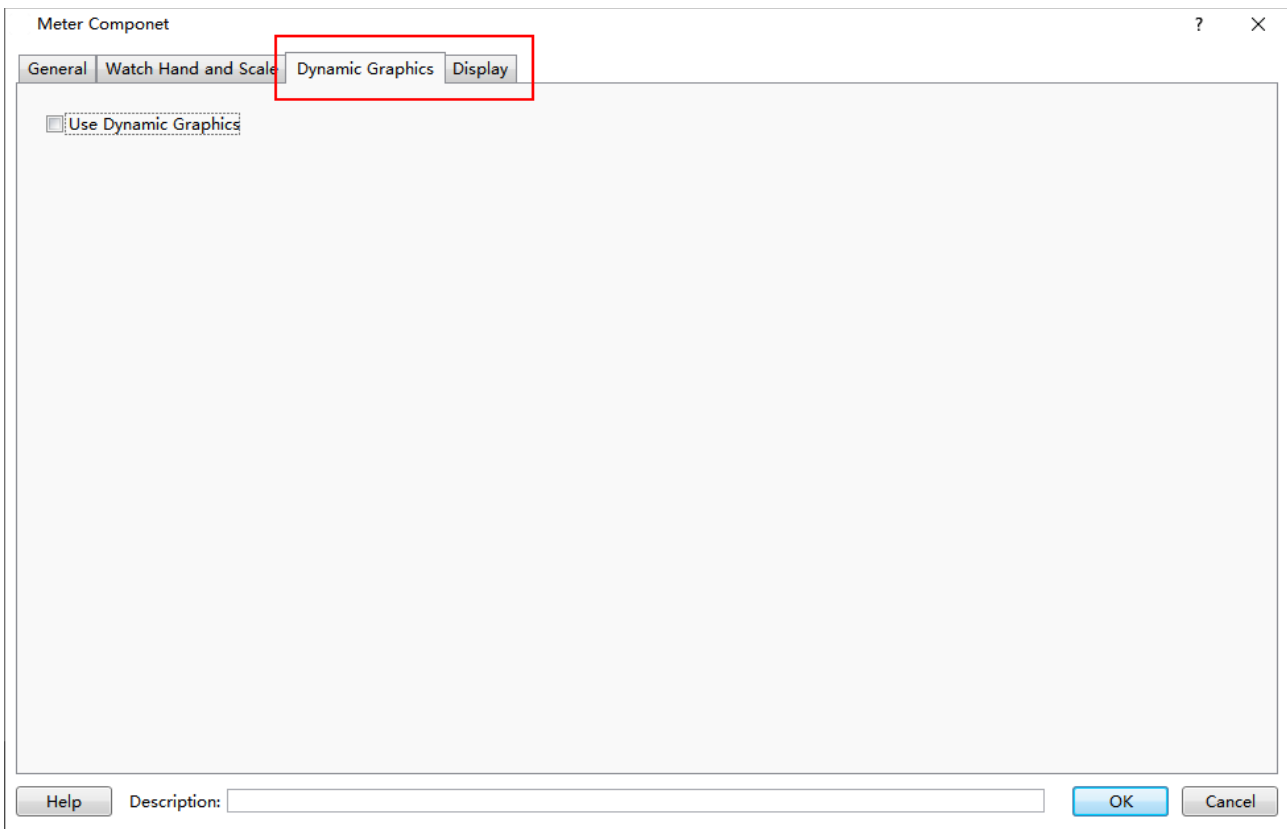 Meter Componet ?
General Watch Hand and Scale Dynamic Graphics Display
Use Dynamic Graphics
Help Description: OK Cancel